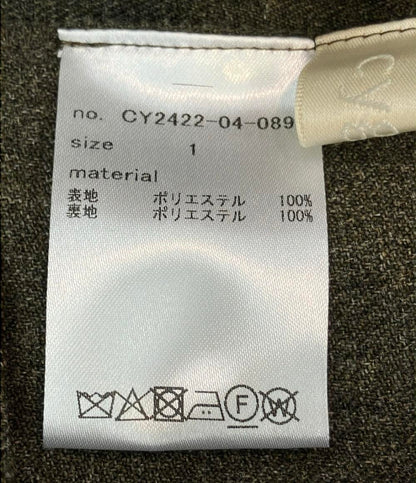 no. CY2422-04-089
size 1
material
表地 ポリエステル 100%
裏地 ポリエステル 100%
F W